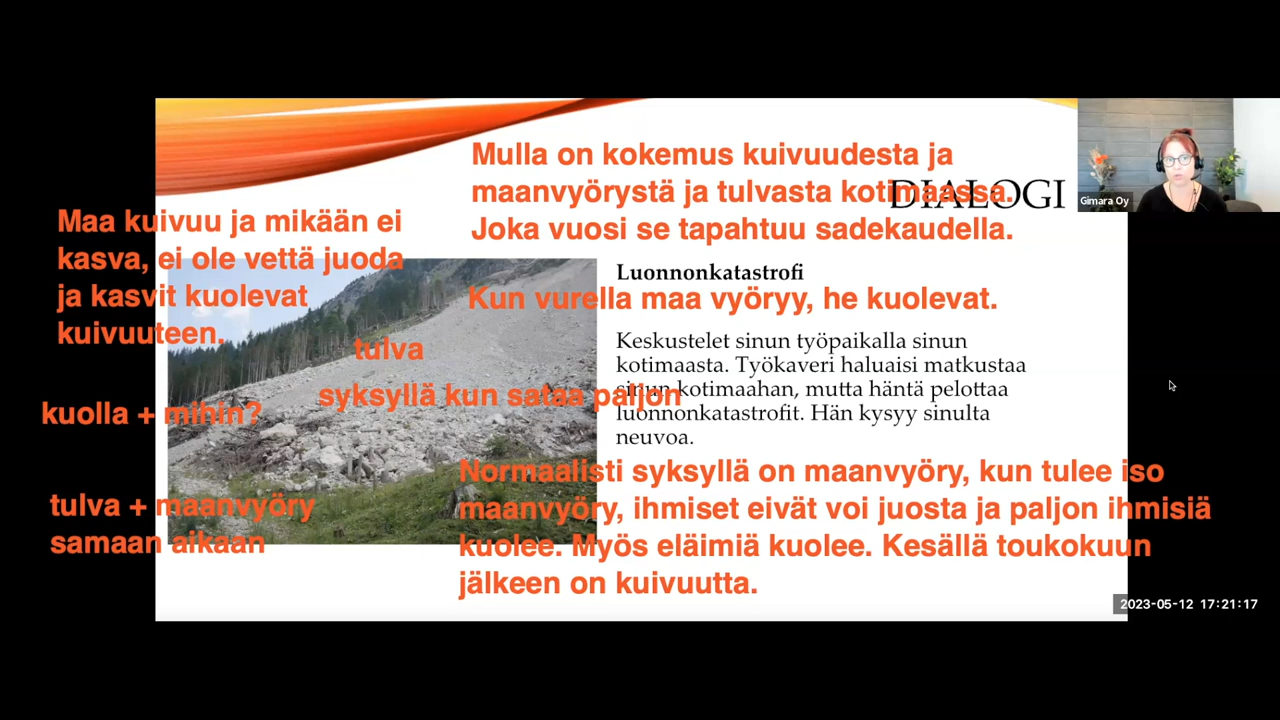 Mulla on kokemus kuivuudesta ja
maanvyörystä ja tulvasta kotimaassa.
Joka vuosi se tapahtuu sadekaudella.
DIALOGI
Gimara Oy
Maa kuivuu ja mikään ei
kasva, ei ole vettä juoda
ja kasvit kuolevat
kuivuuteen.
Luonnonkatastrofi
Kun vurella maa vyöryy, he kuolevat.
tulva
syksyllä kun sataa paljon
Keskustelet sinun työpaikalla sinun
kotimaasta. Työkaveri haluaisi matkustaa
sinun kotimaahan, mutta häntä pelottaa
luonnonkatastrofit. Hän kysyy sinulta
neuvoa.
kuolla + mihin?
tulva + maanvyöry
samaan aikaan
Normaalisti syksyllä on maanvyöry, kun tulee iso
maanvyöry, ihmiset eivät voi juosta ja paljon ihmisiä
kuolee. Myös eläimiä kuolee. Kesällä toukokuun
jälkeen on kuivuutta.
2023-05-12 17:21:17